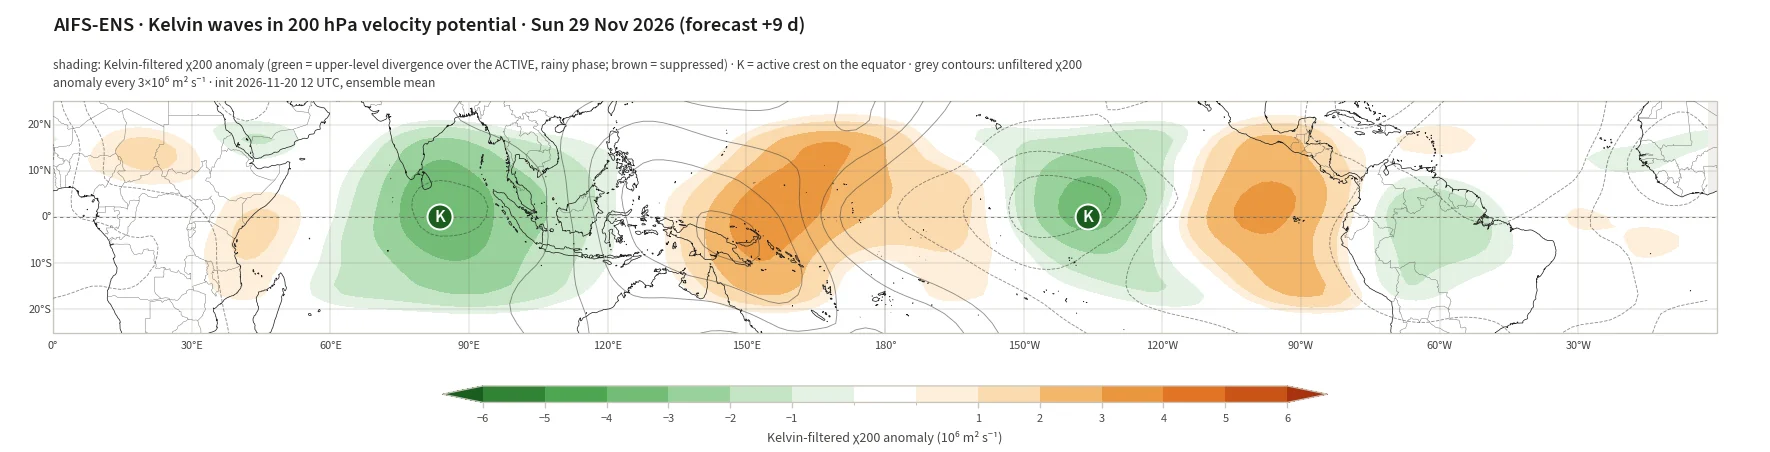 AIFS-ENS · Kelvin waves in 200 hPa velocity potential · Sun 29 Nov 2026 (forecast +9 d)
shading: Kelvin-filtered χ200 anomaly (green = upper-level divergence over the ACTIVE, rainy phase; brown = suppressed) · K = active crest on the equator · grey contours: unfiltered χ200
anomaly every 3×10⁶ m² s⁻¹ · init 2026-11-20 12 UTC, ensemble mean
20°N
10°N
0°
10°S
20°S
K
K
0° 30°E 60°E 90°E 120°E 150°E 180° 150°W 120°W 90°W 60°W 30°W
−6 −5 −4 −3 −2 −1 1 2 3 4 5 6
Kelvin-filtered χ200 anomaly (10⁶ m² s⁻¹)